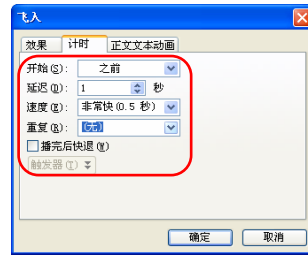 飞入
效果 计时 正文文本动画
开始(S): 之前
延迟(D): 1 秒
速度(E): 非常快(0.5 秒)
重复(R): (无)
播完后快退(W)
触发器(T)
确定 取消